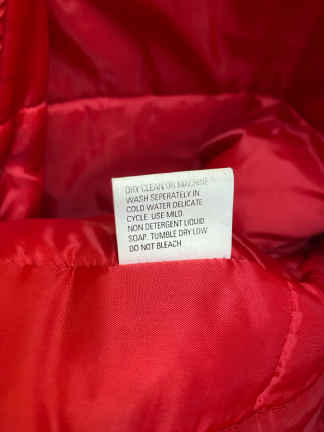 DRY CLEAN OR MACHINE
WASH SEPERATELY IN
COLD WATER DELICATE
CYCLE. USE MILD
NON DETERGENT LIQUID
SOAP. TUMBLE DRY LOW
DO NOT BLEACH.